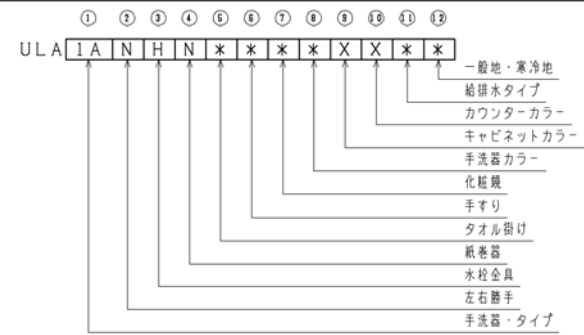 ① ② ③ ④ ⑤ ⑥ ⑦ ⑧ ⑨ ⑩ ⑪ ⑫
ULA 1A N H N * * * * X X * *
一般地・寒冷地
給排水タイプ
カウンターカラー
キャビネットカラー
手洗器カラー
化粧鏡
手すり
タオル掛け
紙巻器
水栓金具
左右勝手
手洗器・タイプ